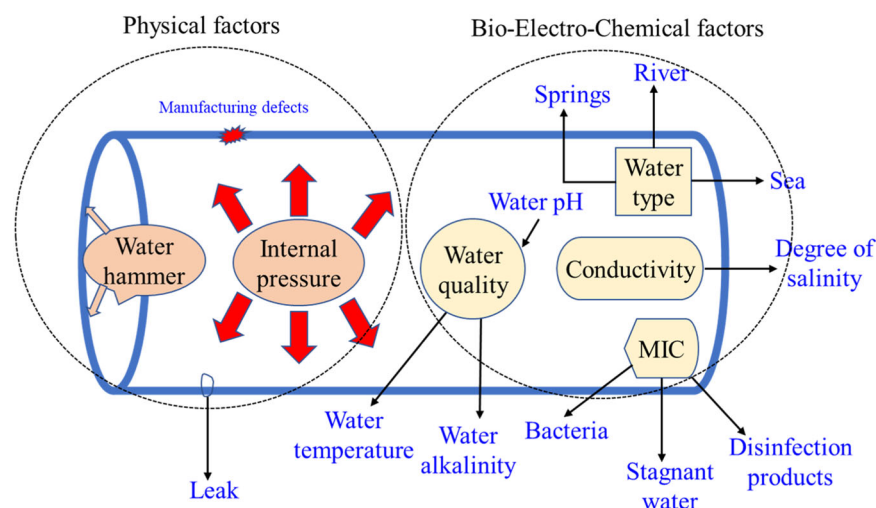 Physical factors
Bio-Electro-Chemical factors
River
Springs
Manufacturing defects
Water
type
Sea
Water pH
Water
hammer
Internal
pressure
Water
quality
Conductivity
Degree of
salinity
MIC
Water
temperature
Water
alkalinity
Bacteria
Disinfection
products
Stagnant
water
Leak